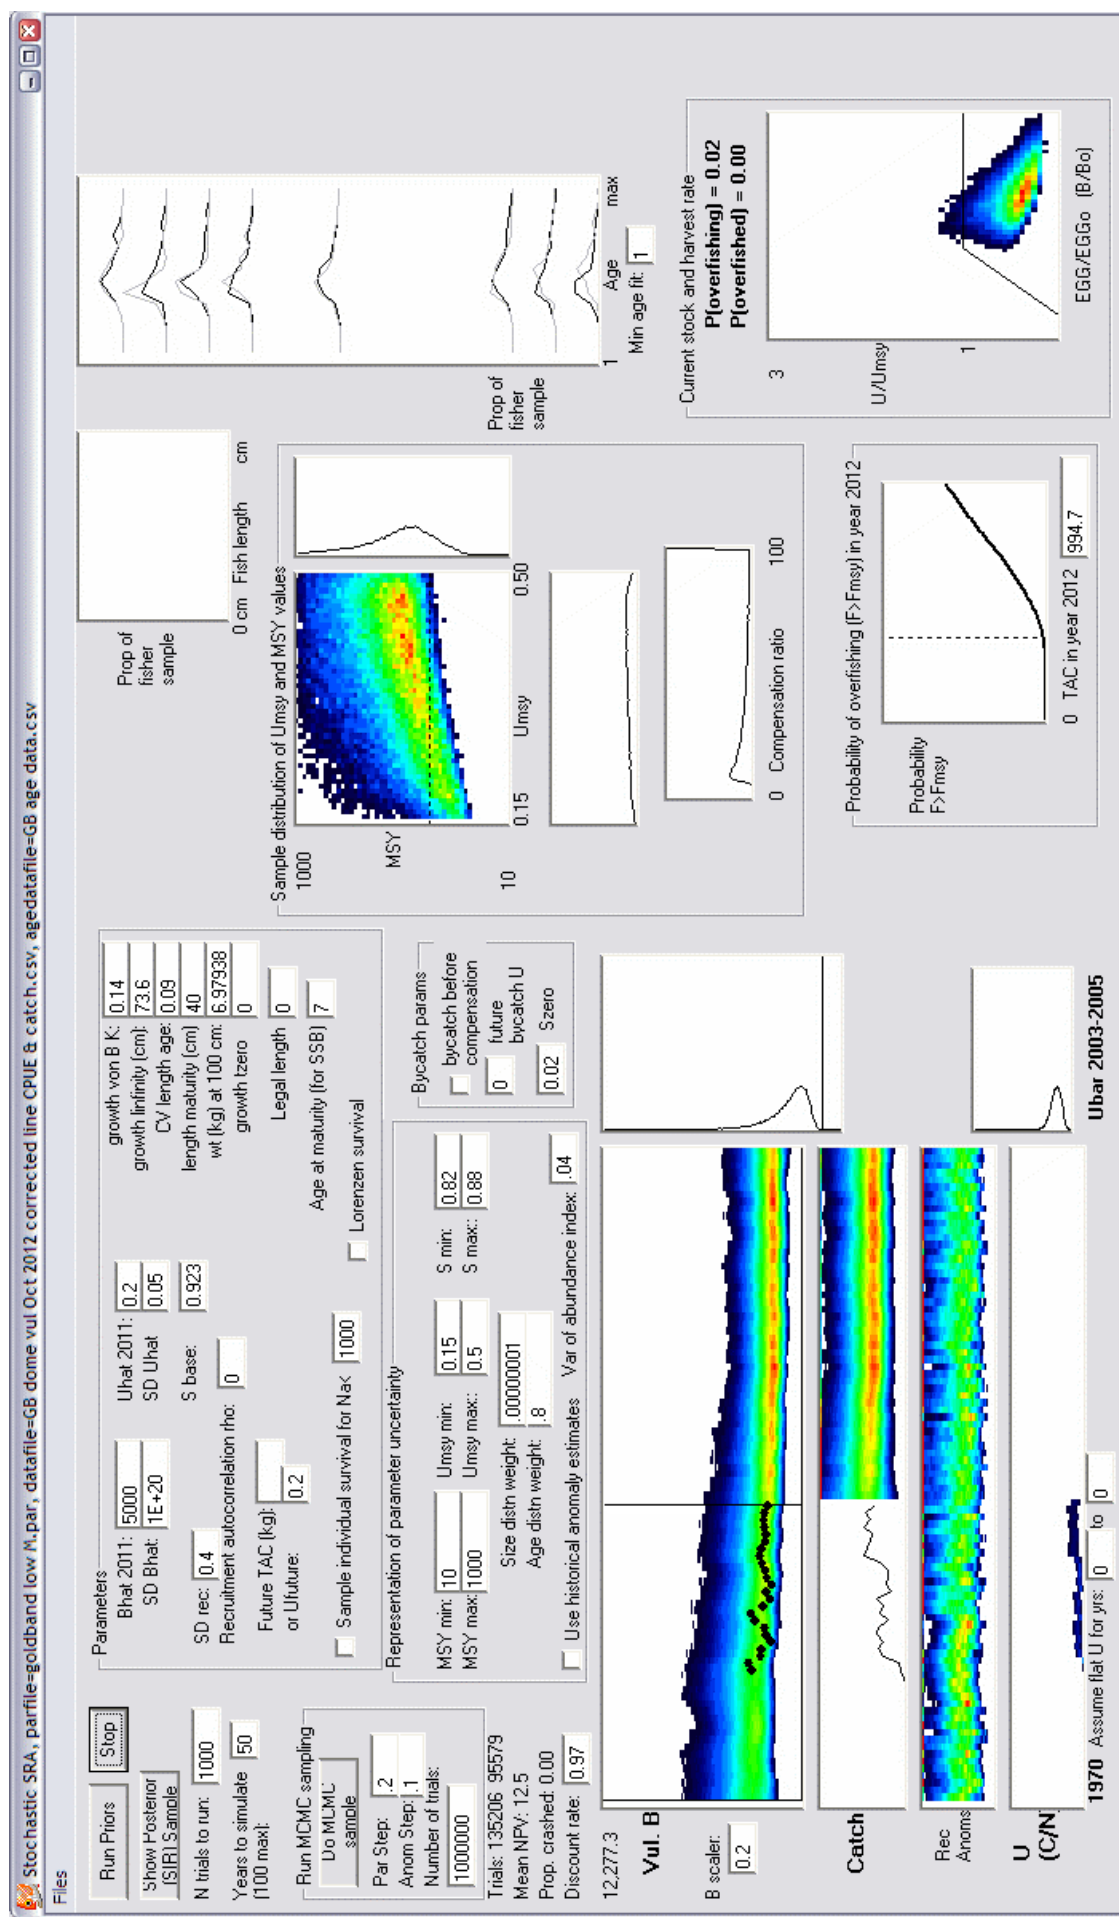 Stochastic SRA, parfile=goldband low M.par, datafile=GB dome vul Oct 2012 corrected line CPUE & catch.csv, agedatafile=GB age data.csv
Files
Run Priors
Stop
Show Posterior
(SIR) Sample
N trials to run: 1000
Years to simulate
(100 max): 50
Run MCMC sampling
Do MCMC
sample
Par Step: .2
Anom Step: .1
Number of trials:
1000000
Trials: 135206 95579
Mean NPV: 12.5
Prop. crashed: 0.00
Discount rate: 0.97
Parameters
Bhat 2011: 5000
SD Bhat: 1E+20
Uhat 2011: 0.2
SD Uhat 0.05
SD rec: 0.4
S base: 0.923
Recruitment autocorrelation rho: 0
Future TAC (kg):
or Ufuture: 0.2
Sample individual survival for Na< 1000
Lorenzen survival
growth von B K: 0.14
growth linfinity (cm): 73.6
CV length age: 0.09
length maturity (cm) 40
wt (kg) at 100 cm: 6.97938
growth tzero 0
Legal length 0
Age at maturity (for SSB) 7
Representation of parameter uncertainty
MSY min: 10
MSY max: 1000
Umsy min: 0.15
Umsy max:: 0.5
S min: 0.82
S max:: 0.88
Size distn weight: .00000001
Age distn weight: .8
Use historical anomaly estimates
Var of abundance index: .04
Bycatch params
bycatch before
compensation
0 future
bycatch U
0.02 Szero
12,277.3
Vul. B
B scaler:
0.2
Catch
Rec
Anoms
U
(C/N)
1970 Assume flat U for yrs: 0 to 0
Ubar 2003-2005
Prop of
fisher
sample
0 cm Fish length cm
Sample distribution of Umsy and MSY values
1000
MSY
10
0.15 Umsy 0.50
0 Compensation ratio 100
Prop of
fisher
sample
1 Age max
Min age fit: 1
Probability of overfishing (F>Fmsy) in year 2012
Probability
F>Fmsy
0 TAC in year 2012 994.7
Current stock and harvest rate
P(overfishing) = 0.02
P(overfished) = 0.00
3
U/Umsy
1
EGG/EGGo (B/Bo)